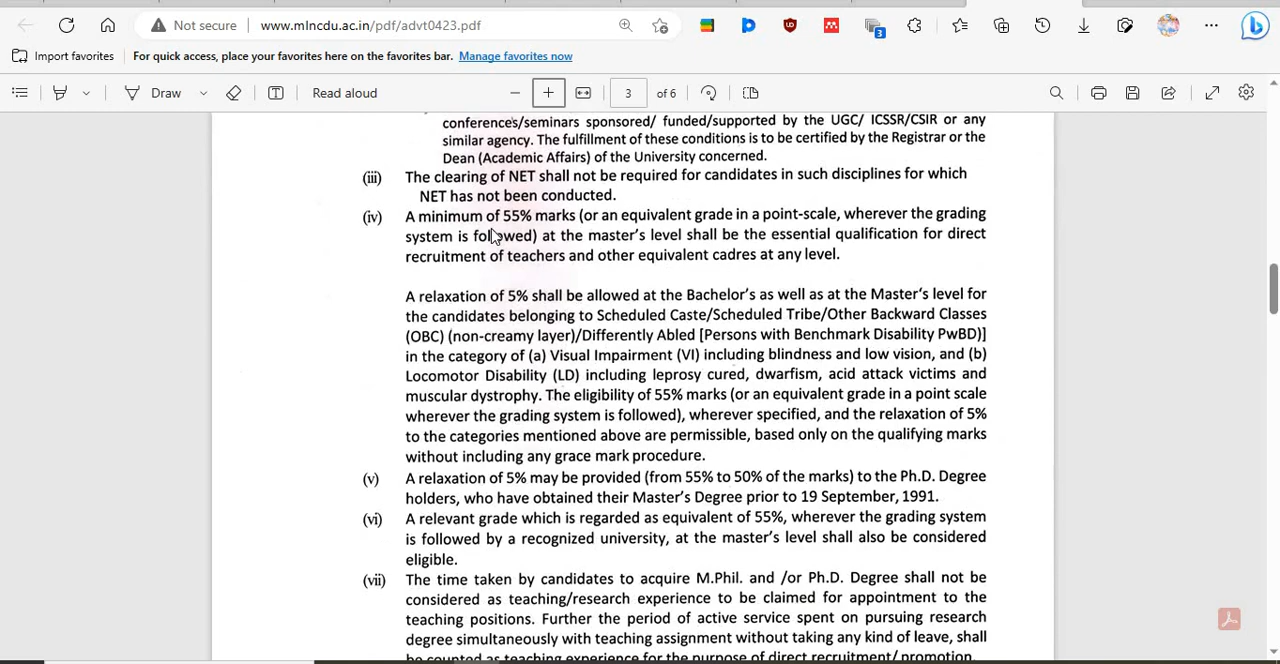 Not secure www.mlncdu.ac.in/pdf/advt0423.pdf
UD
3
Import favorites For quick access, place your favorites here on the favorites bar. Manage favorites now
Draw Read aloud 3 of 6
conferences/seminars sponsored/ funded/supported by the UGC/ ICSSR/CSIR or any
similar agency. The fulfillment of these conditions is to be certified by the Registrar or the
Dean (Academic Affairs) of the University concerned.
(iii) The clearing of NET shall not be required for candidates in such disciplines for which
NET has not been conducted.
(iv) A minimum of 55% marks (or an equivalent grade in a point-scale, wherever the grading
system is followed) at the master's level shall be the essential qualification for direct
recruitment of teachers and other equivalent cadres at any level.
A relaxation of 5% shall be allowed at the Bachelor's as well as at the Master's level for
the candidates belonging to Scheduled Caste/Scheduled Tribe/Other Backward Classes
(OBC) (non-creamy layer)/Differently Abled [Persons with Benchmark Disability PwBD)]
in the category of (a) Visual Impairment (VI) including blindness and low vision, and (b)
Locomotor Disability (LD) including leprosy cured, dwarfism, acid attack victims and
muscular dystrophy. The eligibility of 55% marks (or an equivalent grade in a point scale
wherever the grading system is followed), wherever specified, and the relaxation of 5%
to the categories mentioned above are permissible, based only on the qualifying marks
without including any grace mark procedure.
(v) A relaxation of 5% may be provided (from 55% to 50% of the marks) to the Ph.D. Degree
holders, who have obtained their Master's Degree prior to 19 September, 1991.
(vi) A relevant grade which is regarded as equivalent of 55%, wherever the grading system
is followed by a recognized university, at the master's level shall also be considered
eligible.
(vii) The time taken by candidates to acquire M.Phil. and /or Ph.D. Degree shall not be
considered as teaching/research experience to be claimed for appointment to the
teaching positions. Further the period of active service spent on pursuing research
degree simultaneously with teaching assignment without taking any kind of leave, shall
be counted as teaching experience for the purpose of direct recruitment/ promotion.